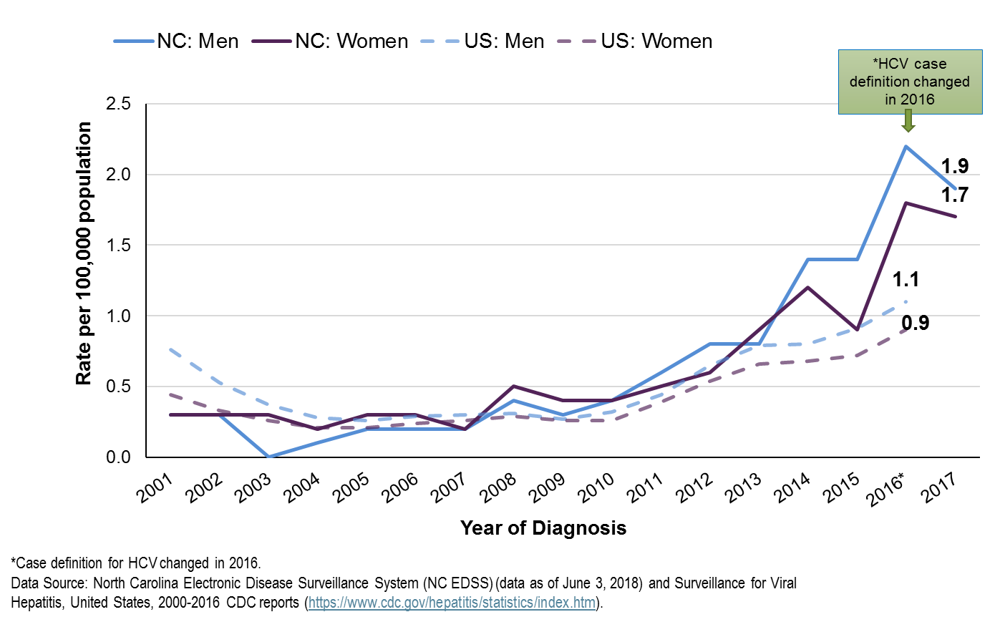 NC: Men NC: Women US: Men US: Women
*HCV case
definition changed
in 2016
Rate per 100,000 population
2.5
2.0
1.5
1.0
0.5
0.0
1.9
1.7
1.1
0.9
2001 2002 2003 2004 2005 2006 2007 2008 2009 2010 2011 2012 2013 2014 2015 2016* 2017
Year of Diagnosis
*Case definition for HCV changed in 2016.
Data Source: North Carolina Electronic Disease Surveillance System (NC EDSS) (data as of June 3, 2018) and Surveillance for Viral
Hepatitis, United States, 2000-2016 CDC reports (https://www.cdc.gov/hepatitis/statistics/index.htm).